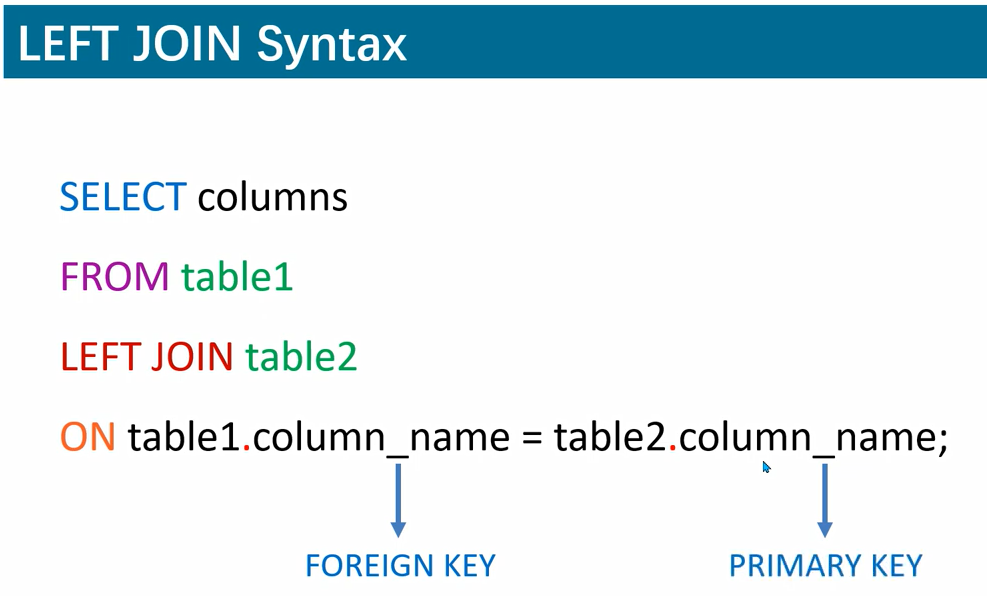 LEFT JOIN Syntax
SELECT columns
FROM table1
LEFT JOIN table2
ON table1.column_name = table2.column_name;
FOREIGN KEY
PRIMARY KEY